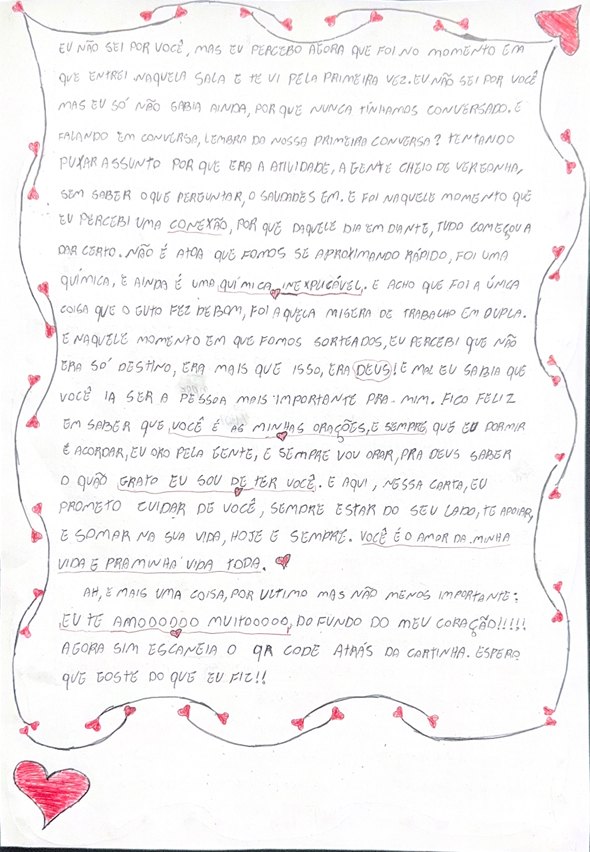 EU NÃO SEI POR VOCÊ, MAS EU PERCEBO AGORA QUE FOI NO MOMENTO EM
QUE ENTREI NAQUELA SALA E TE VI PELA PRIMEIRA VEZ. EU NÃO SEI POR VOCÊ
MAS EU SÓ NÃO SABIA AINDA, POR QUE NUNCA TINHAMOS CONVERSADO. E
FALANDO EM CONVERSA, LEMBRA DA NOSSA PRIMEIRA CONVERSA? TENTANDO
PUXAR ASSUNTO POR QUE ERA A ATIVIDADE, A GENTE CHEIO DE VERGONHA,
SEM SABER O QUE PERGUNTAR, O SAUDADES EM. E FOI NAQUELE MOMENTO QUE
EU PERCEBI UMA CONEXÃO, POR QUE DAQUELE DIA EM DIANTE, TUDO COMEÇOU A
DAR CERTO. NÃO É ATOA QUE FOMOS SE APROXIMANDO RÁPIDO, FOI UMA
QUÍMICA, E AINDA É UMA QUÍMICA INEXPLICÁVEL. E ACHO QUE FOI A ÚNICA
COISA QUE O GUTO FEZ DE BOM, FOI AQUELA MISERA DE TRABALHO EM DUPLA.
E NAQUELE MOMENTO EM QUE FOMOS SORTEADOS, EU PERCEBI QUE NÃO
ERA SÓ DESTINO, ERA MAIS QUE ISSO, ERA DEUS! E MAL EU SABIA QUE
VOCÊ IA SER A PESSOA MAIS IMPORTANTE PRA MIM. FICO FELIZ
EM SABER QUE VOCÊ É AS MINHAS ORAÇÕES, E SEMPRE QUE EU DORMIR
E ACORDAR, EU ORO PELA GENTE, E SEMPRE VOU ORAR, PRA DEUS SABER
O QUÃO GRATO EU SOU DE TER VOCÊ. E AQUI, NESSA CARTA, EU
PROMETO CUIDAR DE VOCÊ, SEMPRE ESTAR DO SEU LADO, TE APOIAR,
E SOMAR NA SUA VIDA, HOJE E SEMPRE. VOCÊ É O AMOR DA MINHA
VIDA E PRA MINHA VIDA TODA.
AH, E MAIS UMA COISA, POR ULTIMO MAS NÃO MENOS IMPORTANTE:
EU TE AMOOOOOO MUITOOOOO, DO FUNDO DO MEU CORAÇÃO!!!!!
AGORA SIM ESCANEIA O QR CODE ATRÁS DA CARTINHA. ESPERO
QUE GOSTE DO QUE EU FIZ!!